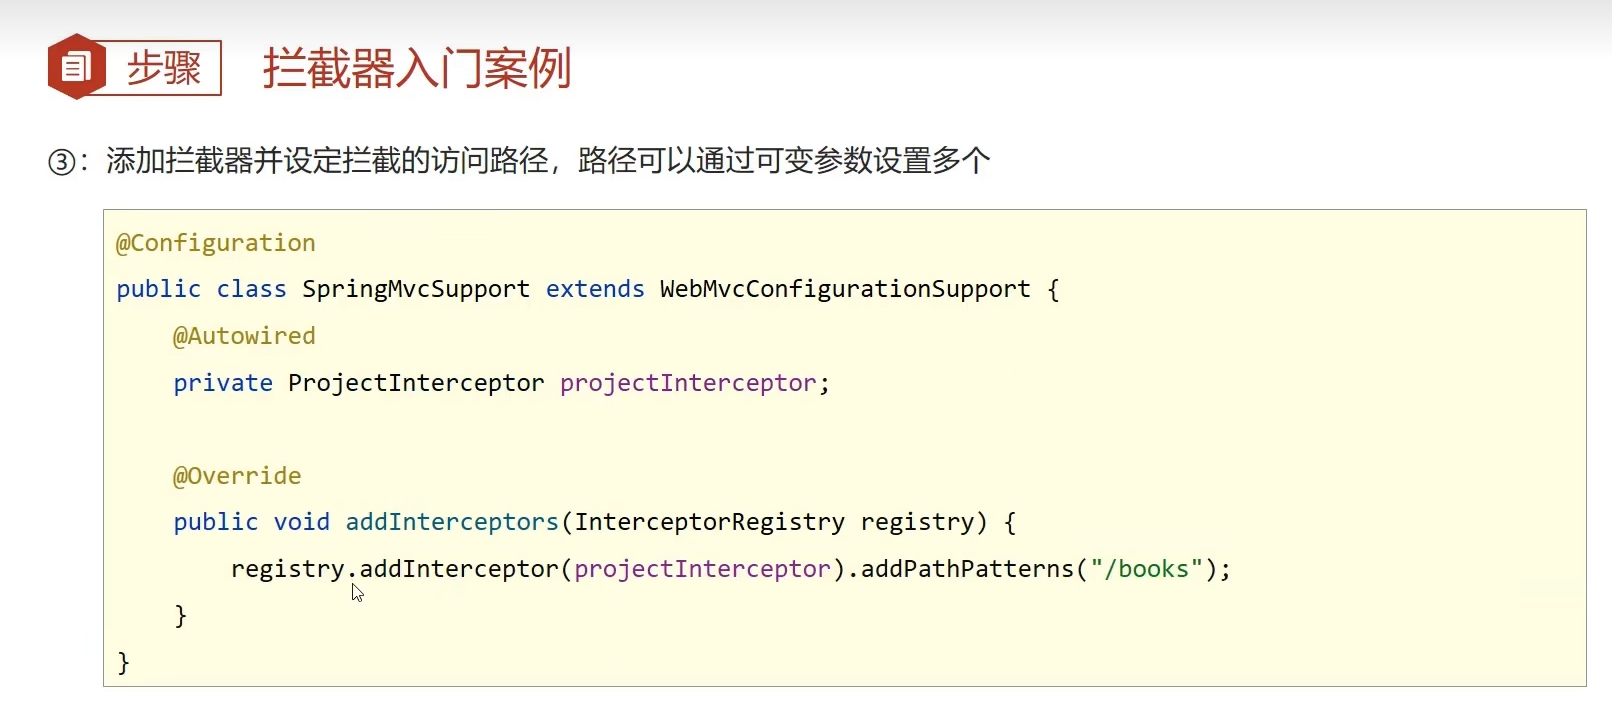 步骤 拦截器入门案例
③：添加拦截器并设定拦截的访问路径，路径可以通过可变参数设置多个
@Configuration
public class SpringMvcSupport extends WebMvcConfigurationSupport {
    @Autowired
    private ProjectInterceptor projectInterceptor;

    @Override
    public void addInterceptors(InterceptorRegistry registry) {
        registry.addInterceptor(projectInterceptor).addPathPatterns("/books");
    }
}